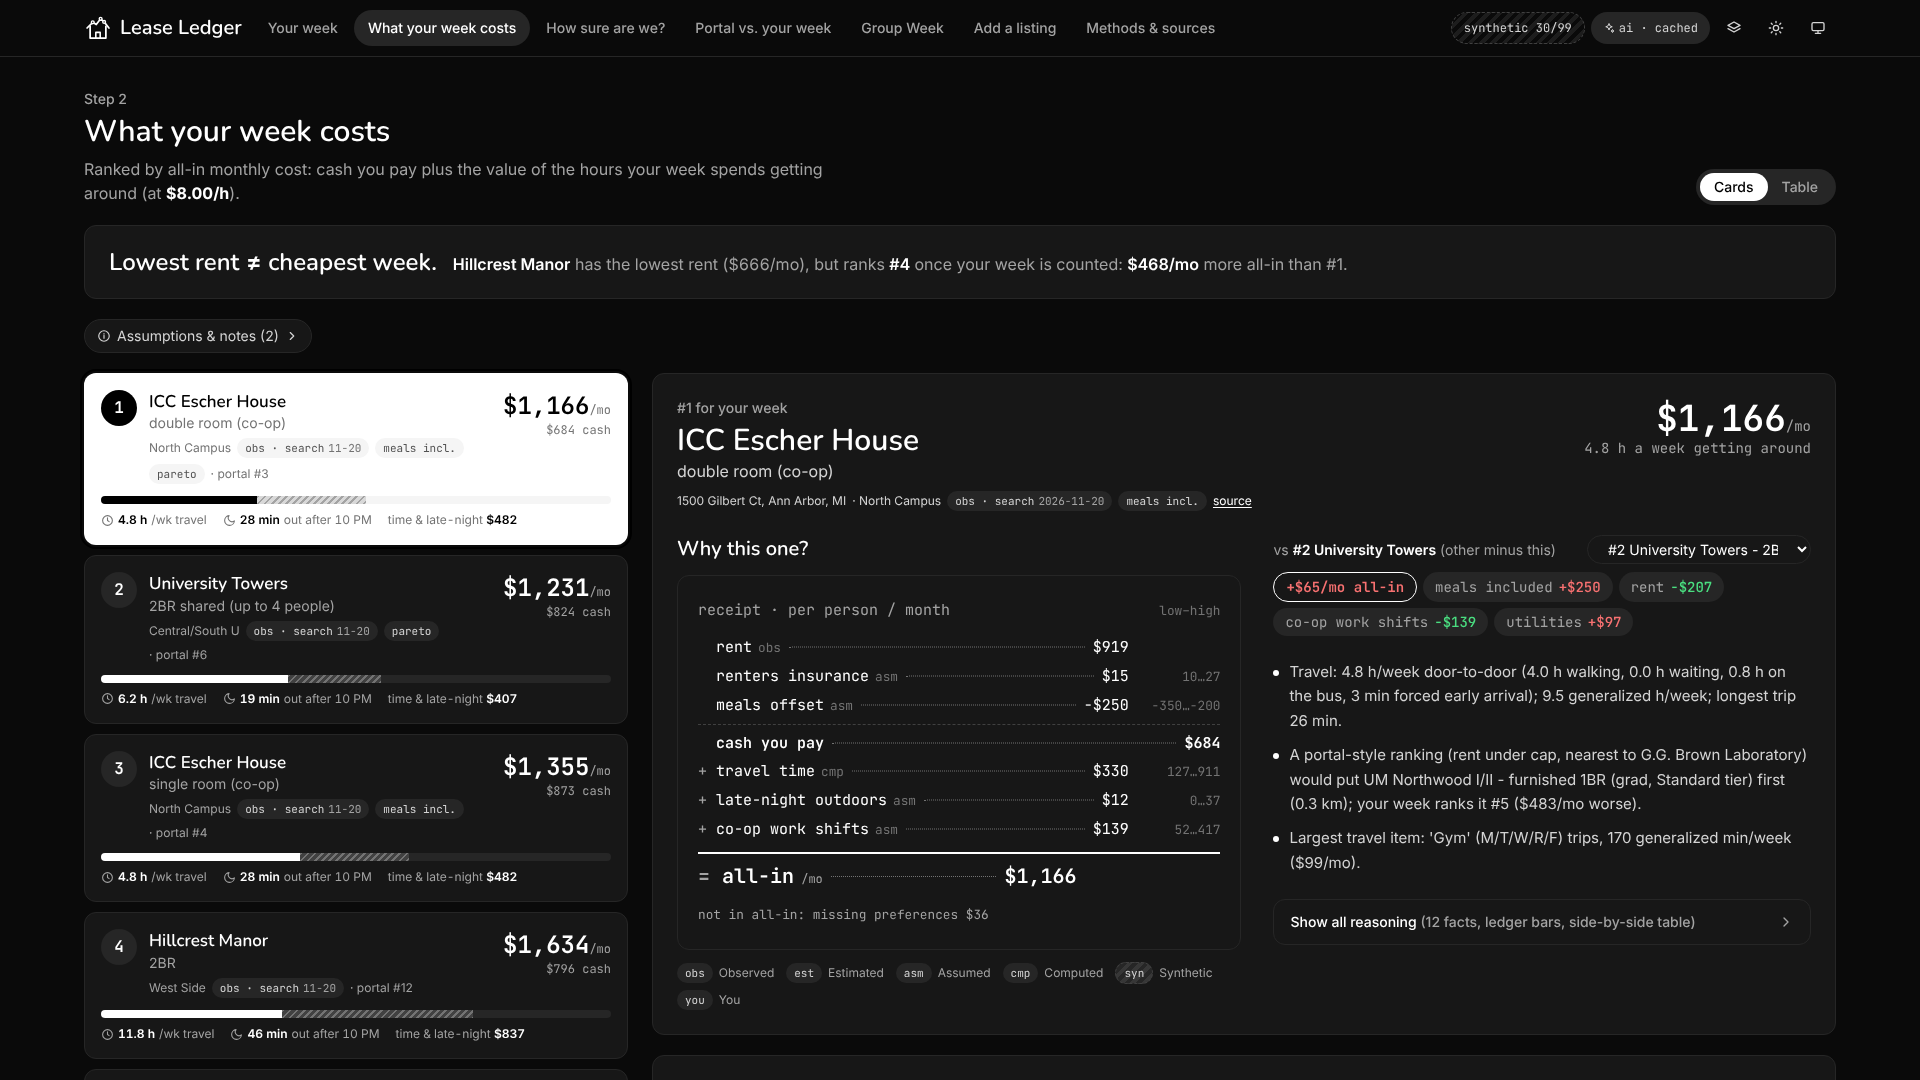 Lease Ledger
Your week
What your week costs
How sure are we?
Portal vs. your week
Group Week
Add a listing
Methods & sources
synthetic 30/99
ai · cached
Step 2
What your week costs
Ranked by all-in monthly cost: cash you pay plus the value of the hours your week spends getting
around (at $8.00/h).
Cards
Table
Lowest rent ≠ cheapest week. Hillcrest Manor has the lowest rent ($666/mo), but ranks #4 once your week is counted: $468/mo more all-in than #1.
Assumptions & notes (2)
1
ICC Escher House
$1,166/mo
double room (co-op)
$684 cash
North Campus obs · search 11-20 meals incl.
pareto · portal #3
4.8 h /wk travel 28 min out after 10 PM time & late-night $482
2
University Towers
$1,231/mo
2BR shared (up to 4 people)
$824 cash
Central/South U obs · search 11-20 pareto
· portal #6
6.2 h /wk travel 19 min out after 10 PM time & late-night $407
3
ICC Escher House
$1,355/mo
single room (co-op)
$873 cash
North Campus obs · search 11-20 meals incl.
· portal #4
4.8 h /wk travel 28 min out after 10 PM time & late-night $482
4
Hillcrest Manor
$1,634/mo
2BR
$796 cash
West Side obs · search 11-20 · portal #12
11.8 h /wk travel 46 min out after 10 PM time & late-night $837
#1 for your week
ICC Escher House
$1,166/mo
4.8 h a week getting around
double room (co-op)
1500 Gilbert Ct, Ann Arbor, MI · North Campus obs · search 2026-11-20 meals incl. source
Why this one?
receipt · per person / month low–high
rent obs $919
renters insurance asm $15 10…27
meals offset asm -$250 -350…-200
cash you pay $684
+ travel time cmp $330 127…911
+ late-night outdoors asm $12 0…37
+ co-op work shifts asm $139 52…417
= all-in /mo $1,166
not in all-in: missing preferences $36
obs Observed est Estimated asm Assumed cmp Computed syn Synthetic
you You
vs #2 University Towers (other minus this)
#2 University Towers - 2B
+$65/mo all-in meals included +$250 rent -$207
co-op work shifts -$139 utilities +$97
Travel: 4.8 h/week door-to-door (4.0 h walking, 0.0 h waiting, 0.8 h on
the bus, 3 min forced early arrival); 9.5 generalized h/week; longest trip
26 min.
A portal-style ranking (rent under cap, nearest to G.G. Brown Laboratory)
would put UM Northwood I/II - furnished 1BR (grad, Standard tier) first
(0.3 km); your week ranks it #5 ($483/mo worse).
Largest travel item: 'Gym' (M/T/W/R/F) trips, 170 generalized min/week
($99/mo).
Show all reasoning (12 facts, ledger bars, side-by-side table)